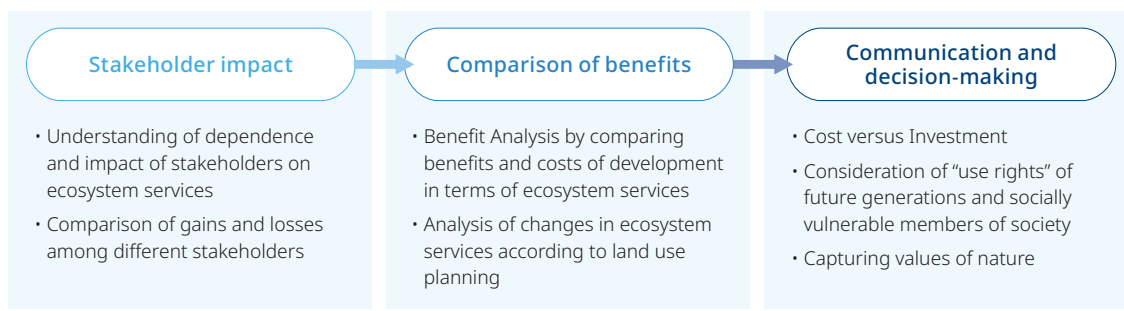 Stakeholder impact
• Understanding of dependence
and impact of stakeholders on
ecosystem services
• Comparison of gains and losses
among different stakeholders
Comparison of benefits
• Benefit Analysis by comparing
benefits and costs of development
in terms of ecosystem services
• Analysis of changes in ecosystem
services according to land use
planning
Communication and
decision-making
• Cost versus Investment
• Consideration of “use rights” of
future generations and socially
vulnerable members of society
• Capturing values of nature